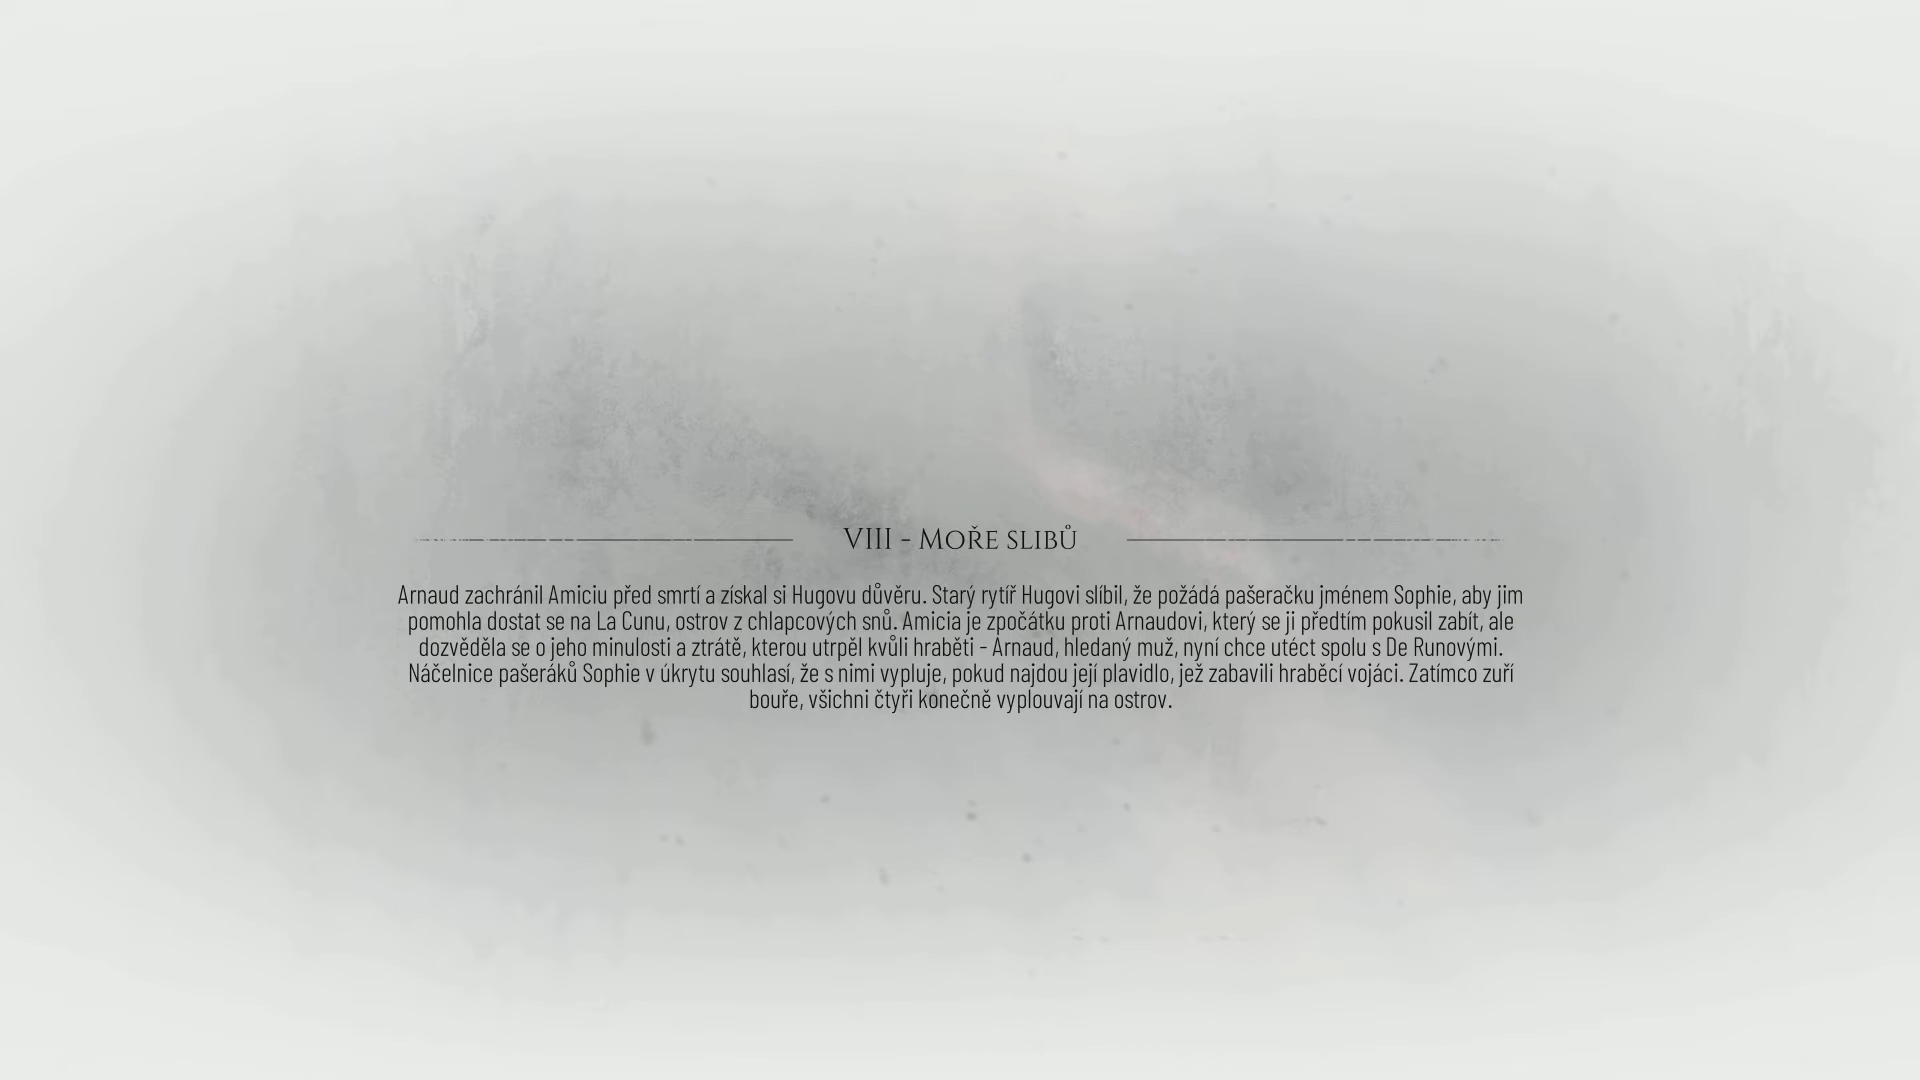 VIII - Moře slibů
Arnaud zachránil Amiciu před smrtí a získal si Hugovu důvěru. Starý rytíř Hugovi slíbil, že požádá pašeračku jménem Sophie, aby jim
pomohla dostat se na La Cunu, ostrov z chlapcových snů. Amicia je zpočátku proti Arnaudovi, který se ji předtím pokusil zabít, ale
dozvěděla se o jeho minulosti a ztrátě, kterou utrpěl kvůli hraběti - Arnaud, hledaný muž, nyní chce utéct spolu s De Runovými.
Náčelnice pašeráků Sophie v úkrytu souhlasí, že s nimi vypluje, pokud najdou její plavidlo, jež zabavili hraběcí vojáci. Zatímco zuří
bouře, všichni čtyři konečně vyplouvají na ostrov.